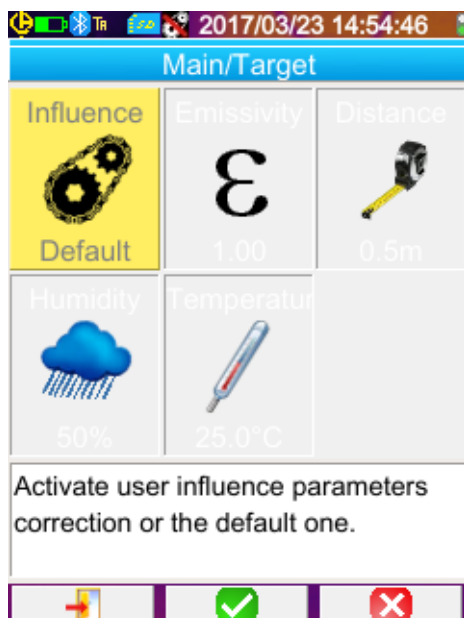 TR 2017/03/23 14:54:46
Main/Target
Influence Emissivity Distance
ε
Default 1.00 0.5m
Humidity Temperatur
50% 25.0°C
Activate user influence parameters
correction or the default one.